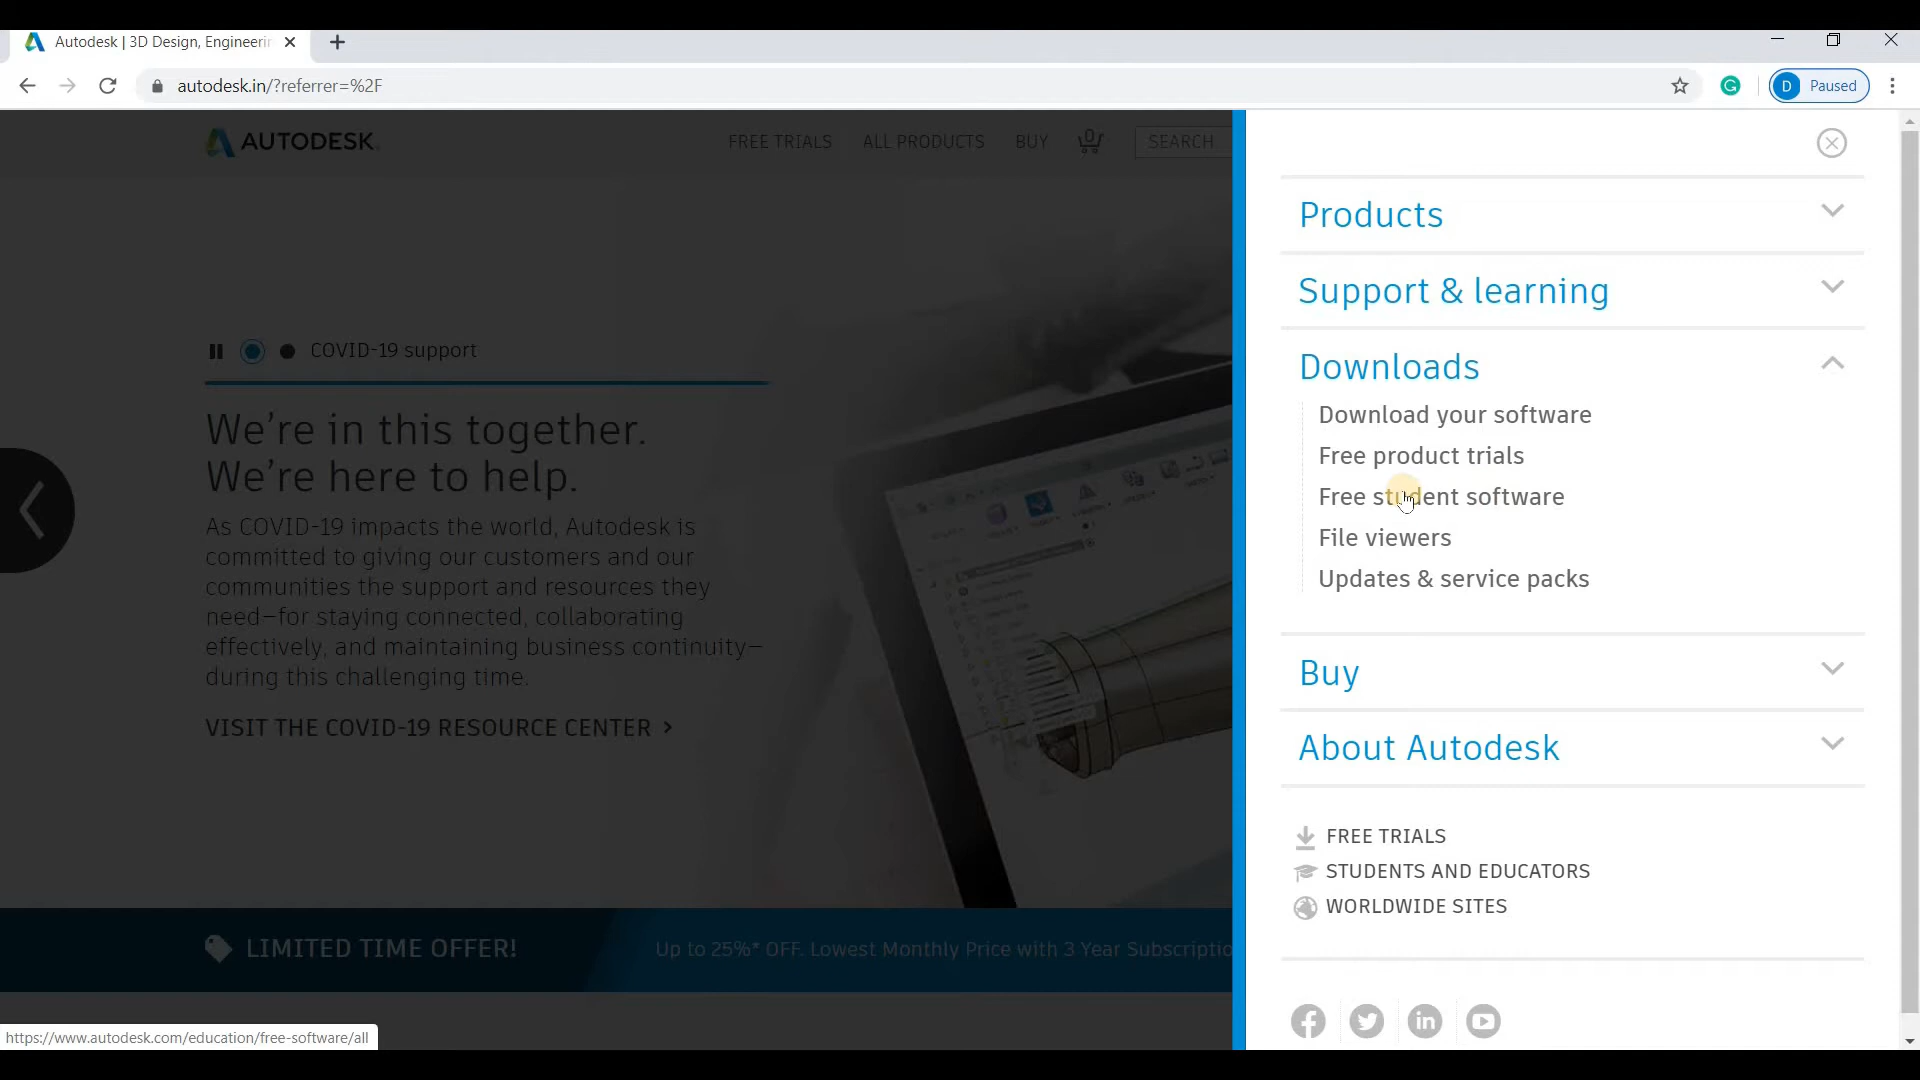 Autodesk | 3D Design, Engineerin
autodesk.in/?referrer=%2F
G
D Paused
AUTODESK
FREE TRIALS ALL PRODUCTS BUY 0 SEARCH
COVID-19 support
We’re in this together.
We’re here to help.
As COVID-19 impacts the world, Autodesk is
committed to giving our customers and our
communities the support and resources they
need—for staying connected, collaborating
effectively, and maintaining business continuity—
during this challenging time.
VISIT THE COVID-19 RESOURCE CENTER >
LIMITED TIME OFFER! Up to 25%* OFF. Lowest Monthly Price with 3 Year Subscriptio
https://www.autodesk.com/education/free-software/all
Products
Support & learning
Downloads
Download your software
Free product trials
Free student software
File viewers
Updates & service packs
Buy
About Autodesk
FREE TRIALS
STUDENTS AND EDUCATORS
WORLDWIDE SITES